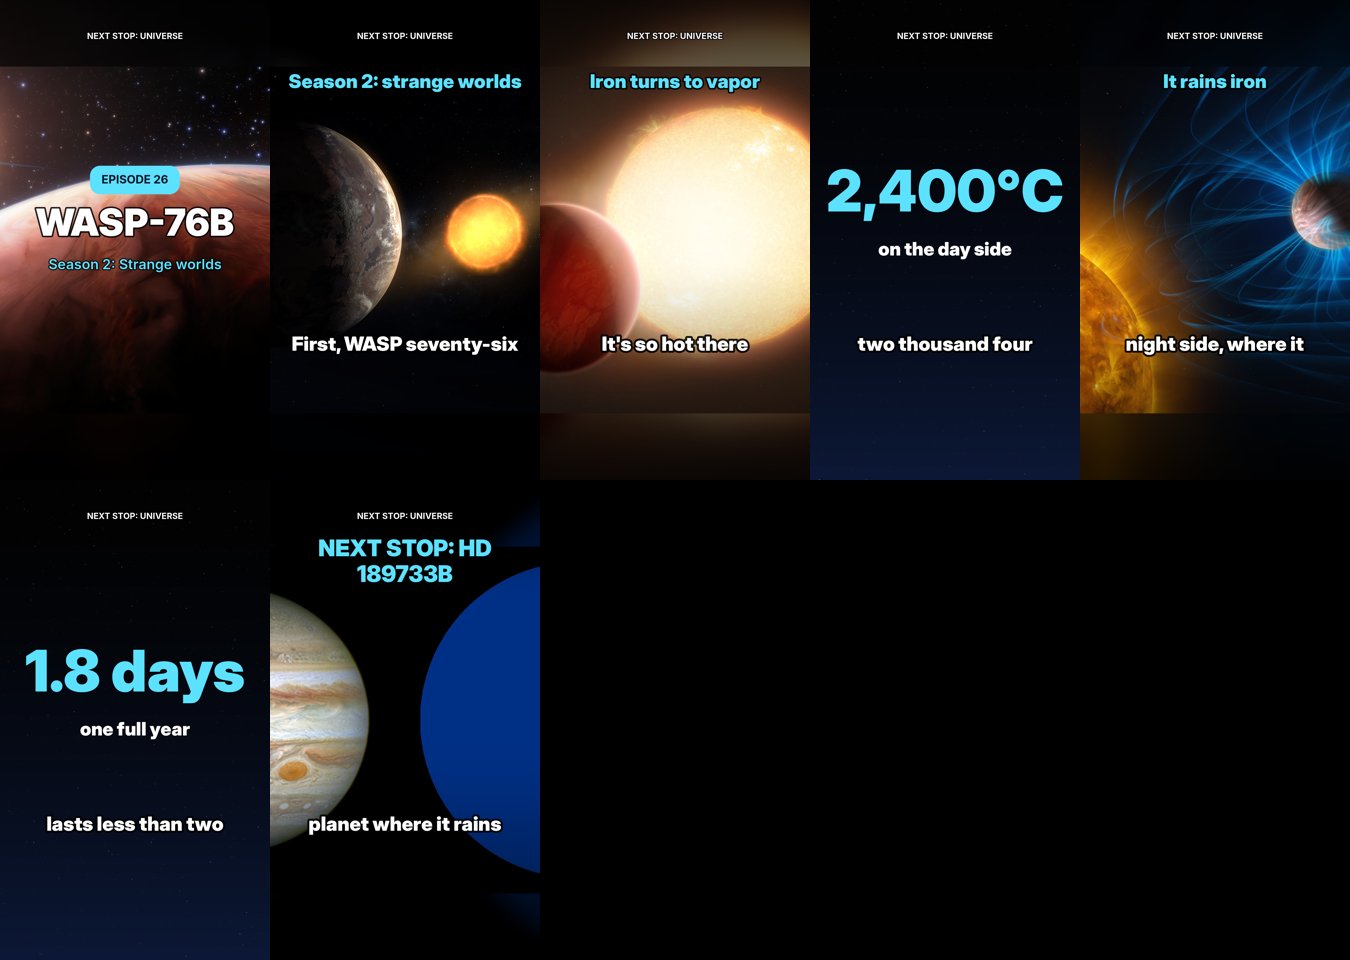 NEXT STOP: UNIVERSE
EPISODE 26
WASP-76B
Season 2: Strange worlds
NEXT STOP: UNIVERSE
Season 2: strange worlds
First, WASP seventy-six
NEXT STOP: UNIVERSE
Iron turns to vapor
It's so hot there
NEXT STOP: UNIVERSE
2,400°C
on the day side
two thousand four
NEXT STOP: UNIVERSE
It rains iron
night side, where it
NEXT STOP: UNIVERSE
1.8 days
one full year
lasts less than two
NEXT STOP: UNIVERSE
NEXT STOP: HD
189733B
planet where it rains